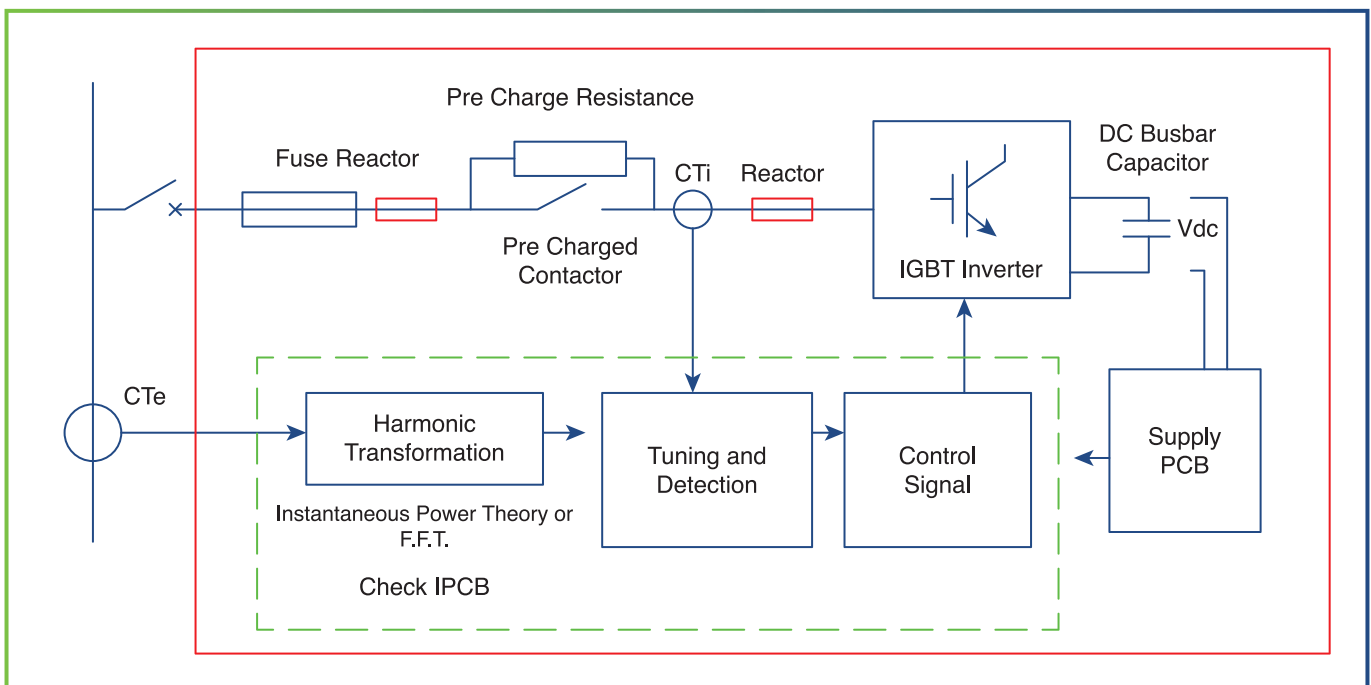 Pre Charge Resistance
Fuse Reactor
CTi
Reactor
DC Busbar
Capacitor
Vdc
Pre Charged
Contactor
IGBT Inverter
CTe
Harmonic
Transformation
Tuning and
Detection
Control
Signal
Supply
PCB
Instantaneous Power Theory or
F.F.T.
Check IPCB